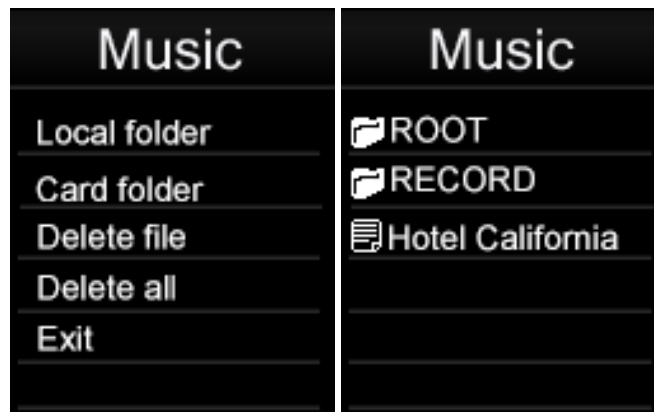 Music
Local folder
Card folder
Delete file
Delete all
Exit
Music
ROOT
RECORD
Hotel California